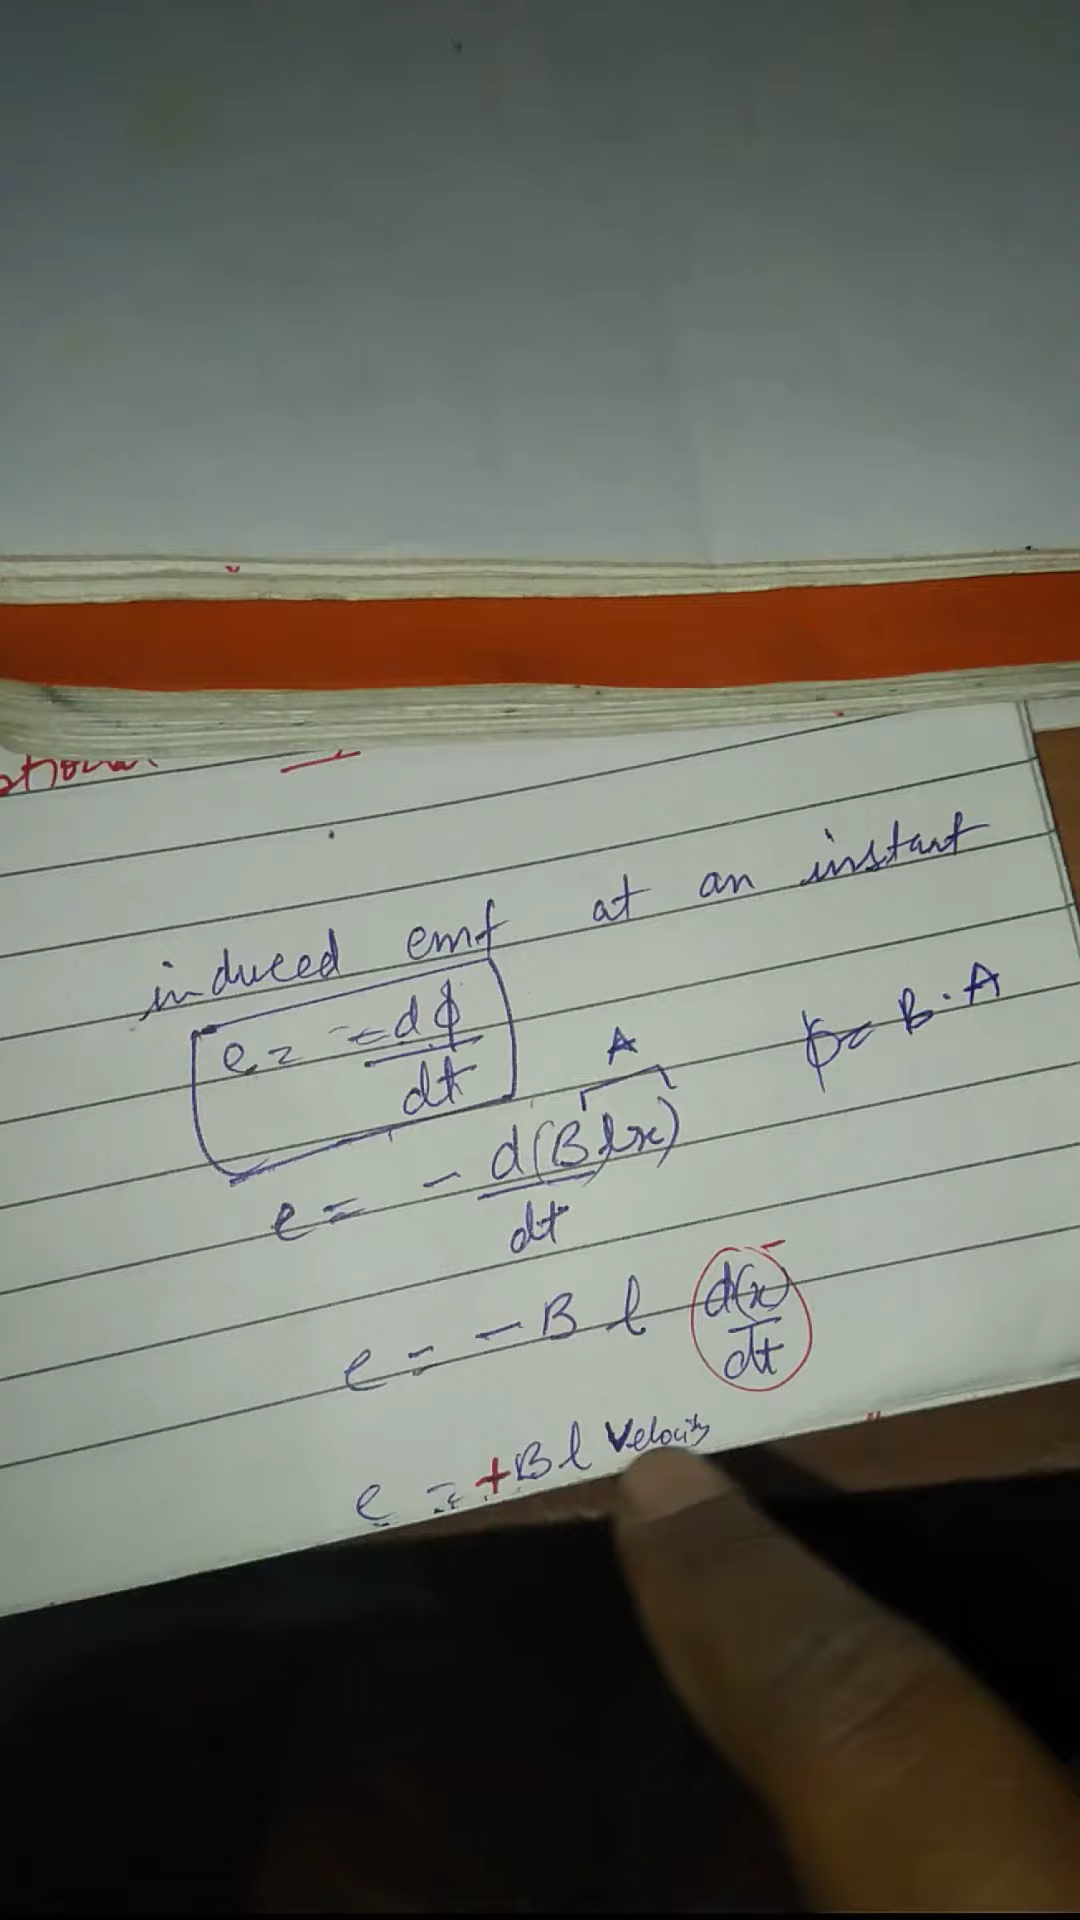 induced emf at an instant
e = -dϕ/dt
ϕ = B · A
A
e = - d(Blx)/dt
e = - B l d(x)/dt
e = +Bl Velocity